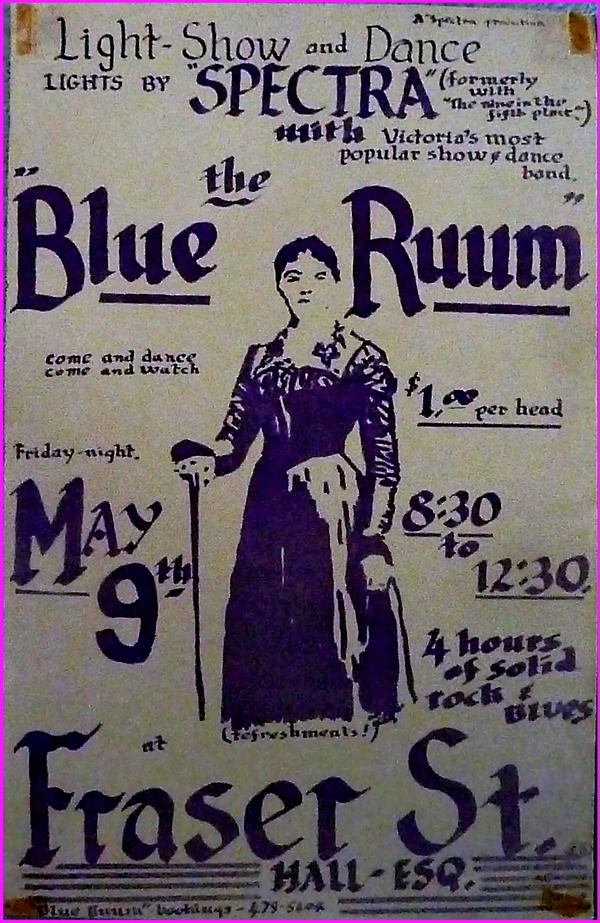 A Spectra production
Light-Show and Dance
LIGHTS BY "SPECTRA" (formerly
with
"The nine in the
fifth place".)
with Victoria's most
popular show & dance
band.
the
"Blue Ruum"
come and dance
come and watch
$1.00 per head
Friday-night.
May
9th
8:30
to
12:30.
4 hours
of solid
rock &
Blues
(refreshments!)
at
Fraser St.
HALL-ESQ.
"Blue Ruum" bookings -